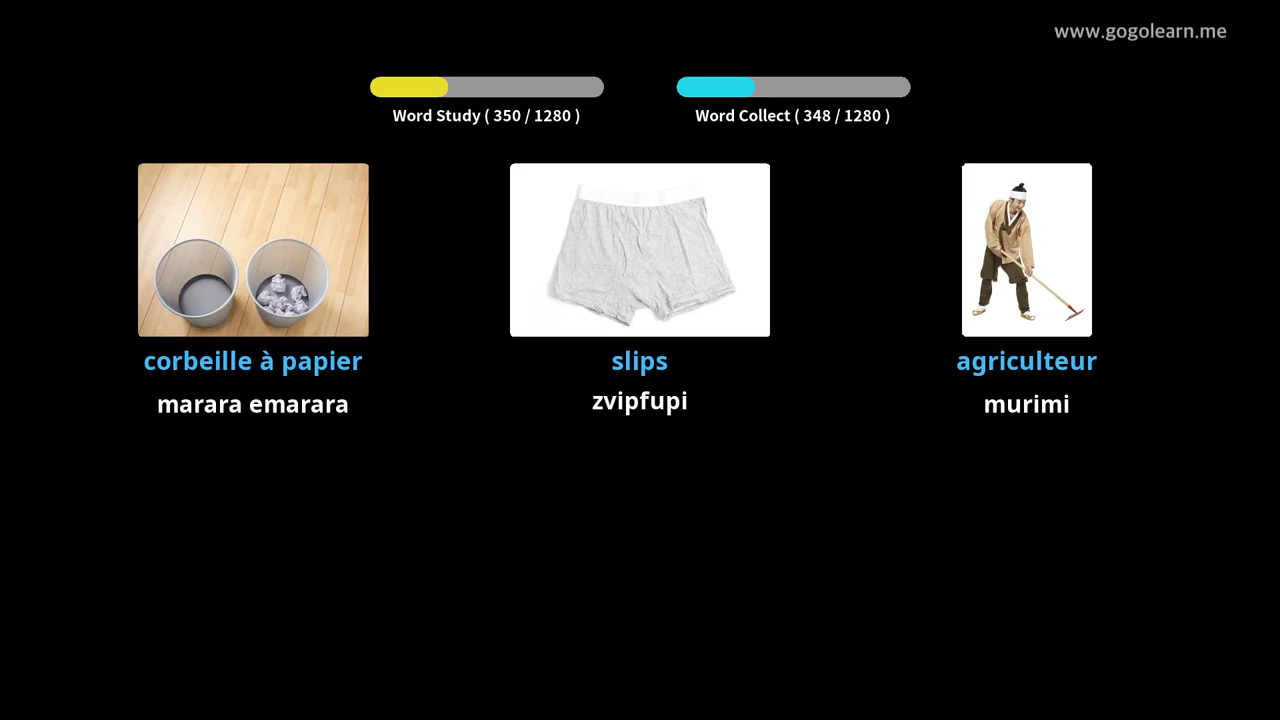 www.gogolearn.me
Word Study ( 350 / 1280 )
Word Collect ( 348 / 1280 )
corbeille à papier
slips
agriculteur
marara emarara
zvipfupi
murimi